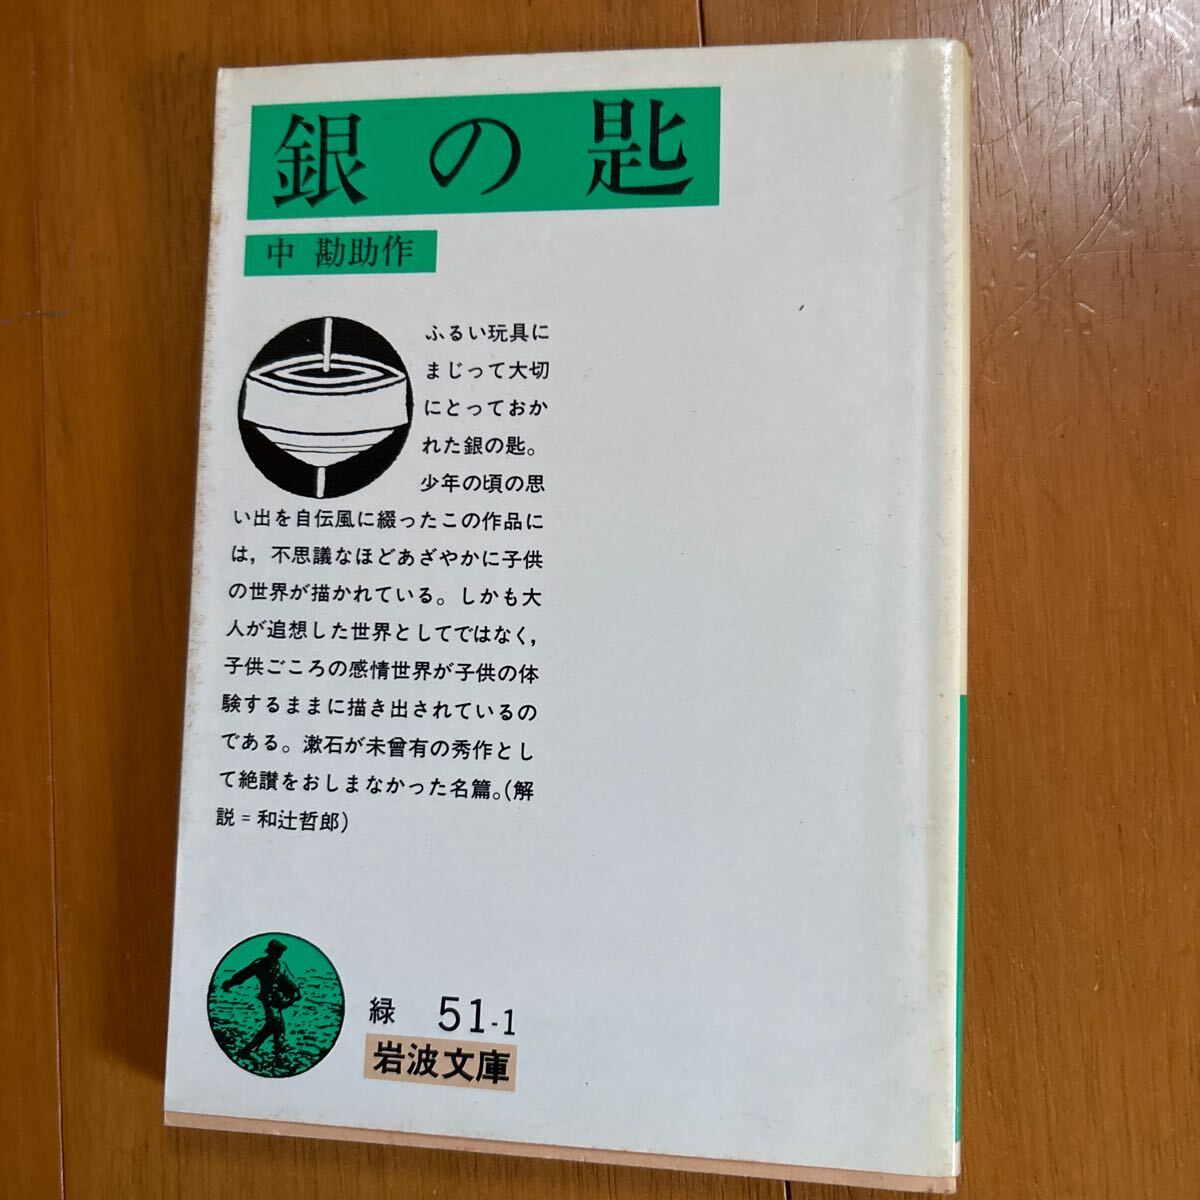 銀の匙
中 勘助作
ふるい玩具に
まじって大切
にとっておか
れた銀の匙。
少年の頃の思
い出を自伝風に綴ったこの作品に
は，不思議なほどあざやかに子供
の世界が描かれている。しかも大
人が追想した世界としてではなく，
子供ごころの感情世界が子供の体
験するままに描き出されているの
である。漱石が未曾有の秀作とし
て絶讃をおしまなかった名篇。(解
説＝和辻哲郎)
緑 51-1
岩波文庫